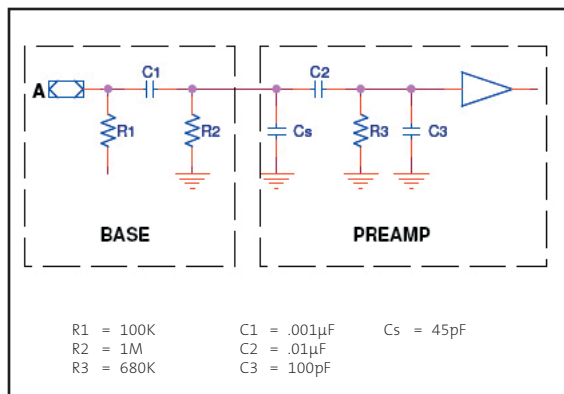 C1 C2
A
R1 R2 Cs R3 C3
BASE PREAMP
R1 = 100K C1 = .001µF Cs = 45pF
R2 = 1M C2 = .01µF
R3 = 680K C3 = 100pF